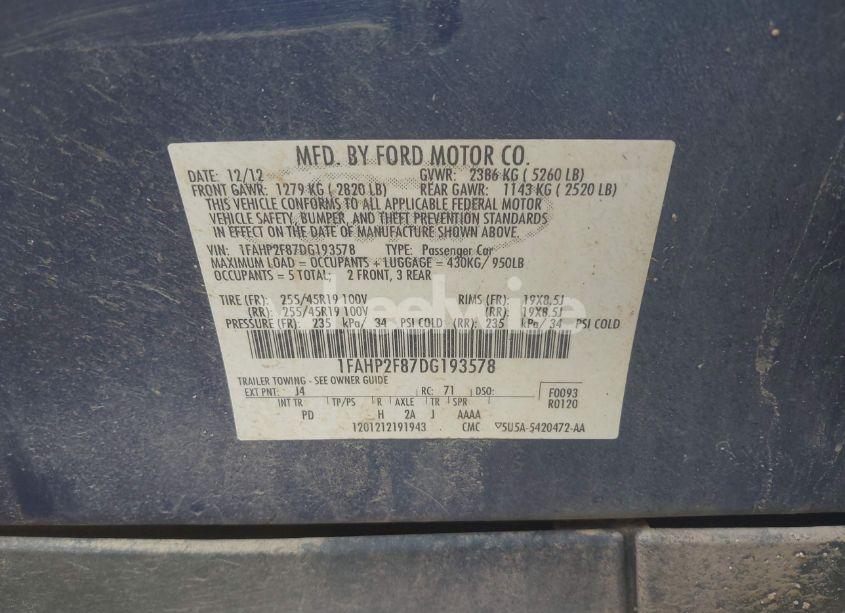 MFD. BY FORD MOTOR CO.
DATE: 12/12 GVWR: 2386 KG ( 5260 LB)
FRONT GAWR: 1279 KG ( 2820 LB) REAR GAWR: 1143 KG ( 2520 LB)
THIS VEHICLE CONFORMS TO ALL APPLICABLE FEDERAL MOTOR
VEHICLE SAFETY, BUMPER, AND THEFT PREVENTION STANDARDS
IN EFFECT ON THE DATE OF MANUFACTURE SHOWN ABOVE.
VIN: 1FAHP2F87DG193578 TYPE: Passenger Car
MAXIMUM LOAD = OCCUPANTS + LUGGAGE = 430KG/ 950LB
OCCUPANTS = 5 TOTAL; 2 FRONT, 3 REAR
TIRE (FR): 255/45R19 100V RIMS (FR): 19X8.5J
(RR): 255/45R19 100V (RR): 19X8.5J
PRESSURE (FR): 235 kPa/ 34 PSI COLD (RR): 235 kPa/ 34 PSI COLD
1FAHP2F87DG193578
TRAILER TOWING - SEE OWNER GUIDE
EXT PNT: J4 RC: 71 DSO: F0093
INT TR TP/PS R AXLE TR SPR R0120
PD H 2A J AAAA
1201212191943 CMC 5U5A-5420472-AA